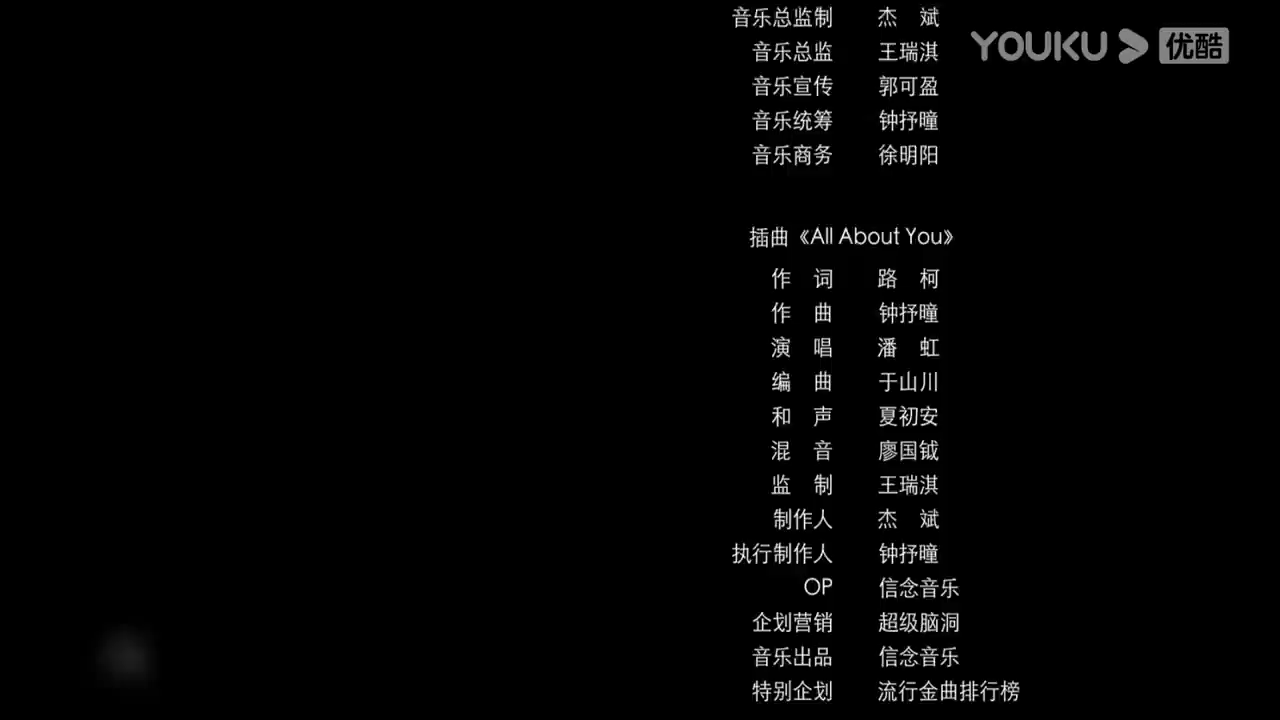 音乐总监制 杰 斌
YOUKU 优酷
音乐总监 王瑞淇
音乐宣传 郭可盈
音乐统筹 钟抒曈
音乐商务 徐明阳
插曲《All About You》
作 词 路 柯
作 曲 钟抒曈
演 唱 潘 虹
编 曲 于山川
和 声 夏初安
混 音 廖国钺
监 制 王瑞淇
制作人 杰 斌
执行制作人 钟抒曈
OP 信念音乐
企划营销 超级脑洞
音乐出品 信念音乐
特别企划 流行金曲排行榜